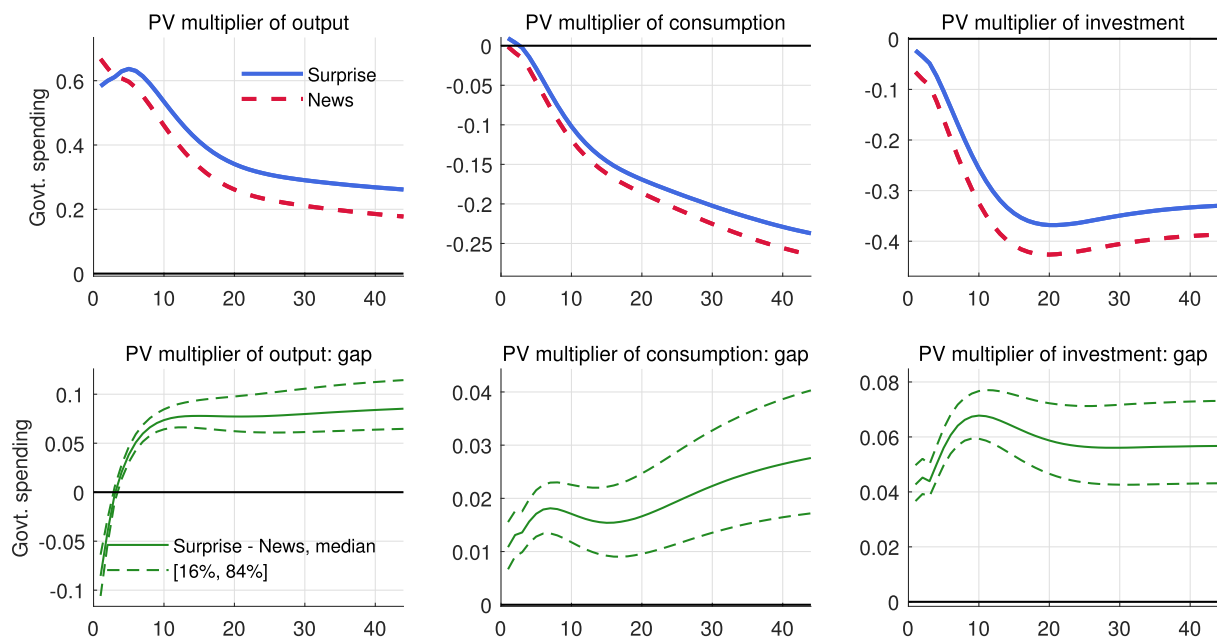 PV multiplier of output
Govt. spending
0.6
0.4
0.2
0
0 10 20 30 40
Surprise
News
PV multiplier of consumption
0
-0.05
-0.1
-0.15
-0.2
-0.25
0 10 20 30 40
PV multiplier of investment
0
-0.1
-0.2
-0.3
-0.4
0 10 20 30 40
PV multiplier of output: gap
Govt. spending
0.1
0.05
0
-0.05
-0.1
0 10 20 30 40
Surprise - News, median
[16%, 84%]
PV multiplier of consumption: gap
0.04
0.03
0.02
0.01
0
0 10 20 30 40
PV multiplier of investment: gap
0.08
0.06
0.04
0.02
0
0 10 20 30 40